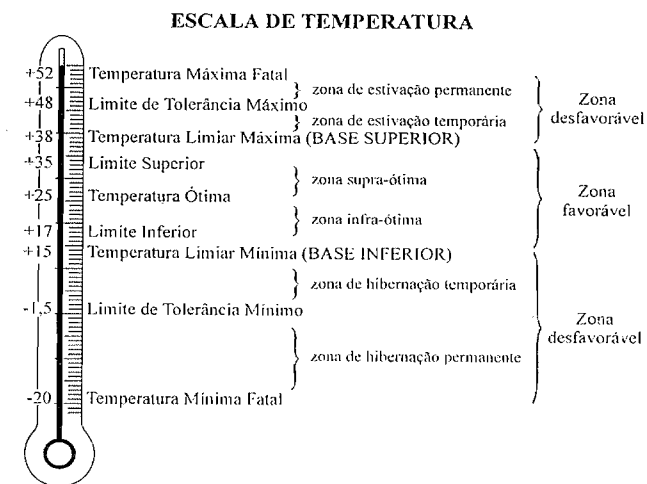 ESCALA DE TEMPERATURA
+52 Temperatura Máxima Fatal
zona de estivação permanente
+48 Limite de Tolerância Máximo
zona de estivação temporária
+38 Temperatura Limiar Máxima (BASE SUPERIOR)
Zona
desfavorável
+35 Limite Superior
zona supra-ótima
+25 Temperatura Ótima
zona infra-ótima
+17 Limite Inferior
Zona
favorável
+15 Temperatura Limiar Mínima (BASE INFERIOR)
zona de hibernação temporária
-1,5 Limite de Tolerância Mínimo
zona de hibernação permanente
-20 Temperatura Mínima Fatal
Zona
desfavorável